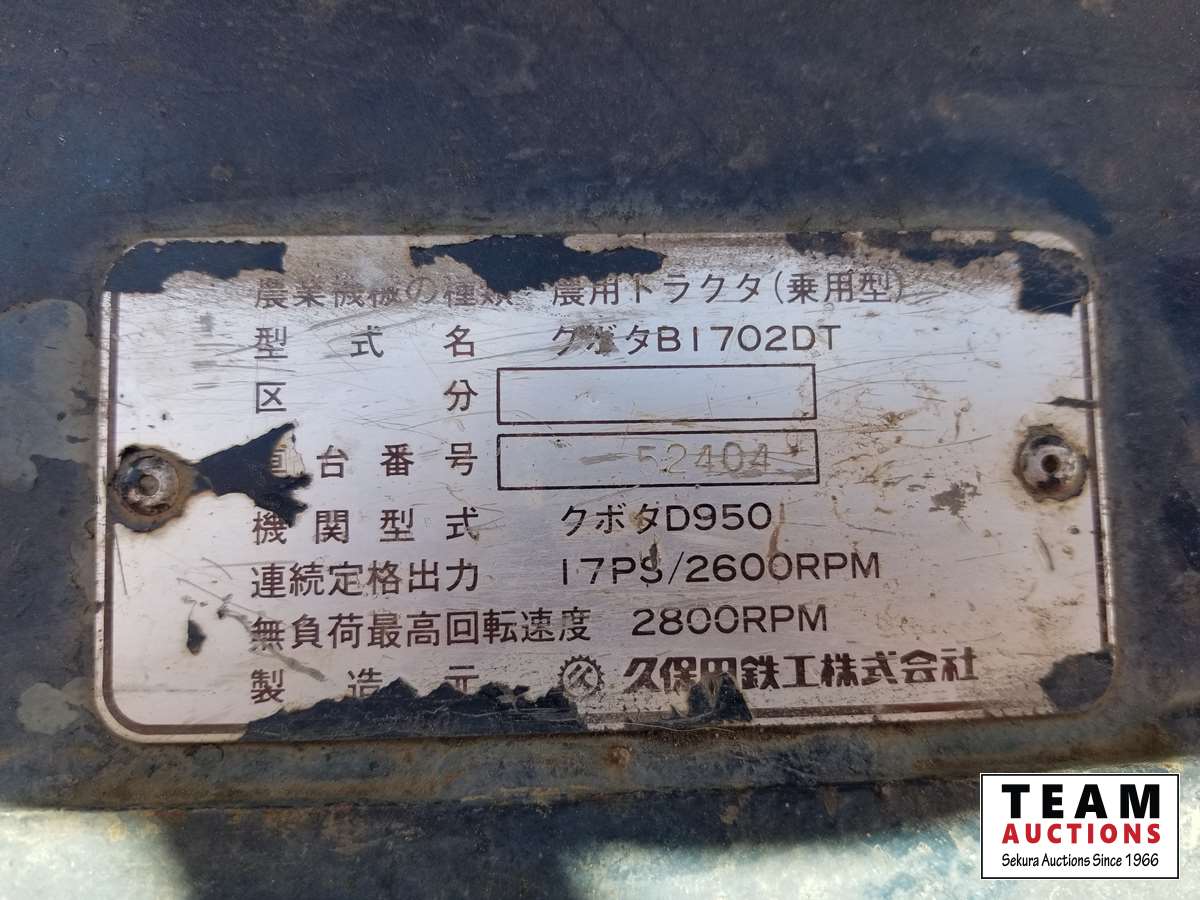 農業機械の種類 農用トラクタ(乗用型)
型式名 クボタB1702DT
区分
車台番号 52404
機関型式 クボタD950
連続定格出力 17PS/2600RPM
無負荷最高回転速度 2800RPM
製造元 久保田鉄工株式会社
TEAM
AUCTIONS
Sekura Auctions Since 1966